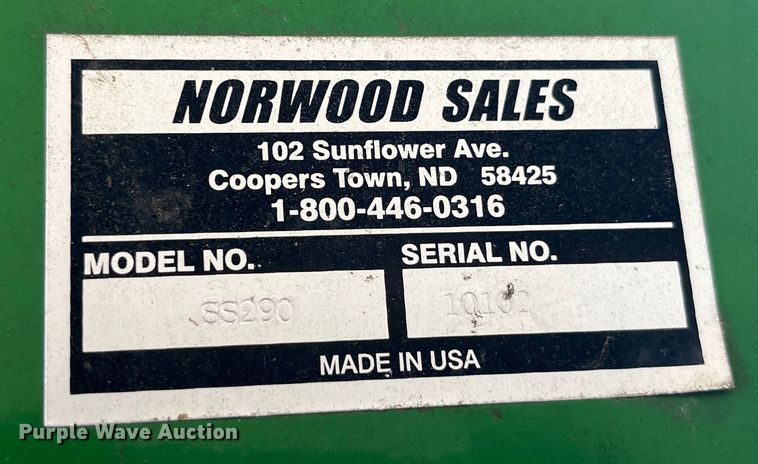 NORWOOD SALES
102 Sunflower Ave.
Coopers Town, ND 58425
1-800-446-0316
MODEL NO. SERIAL NO.
SS290
MADE IN USA
Purple Wave Auction